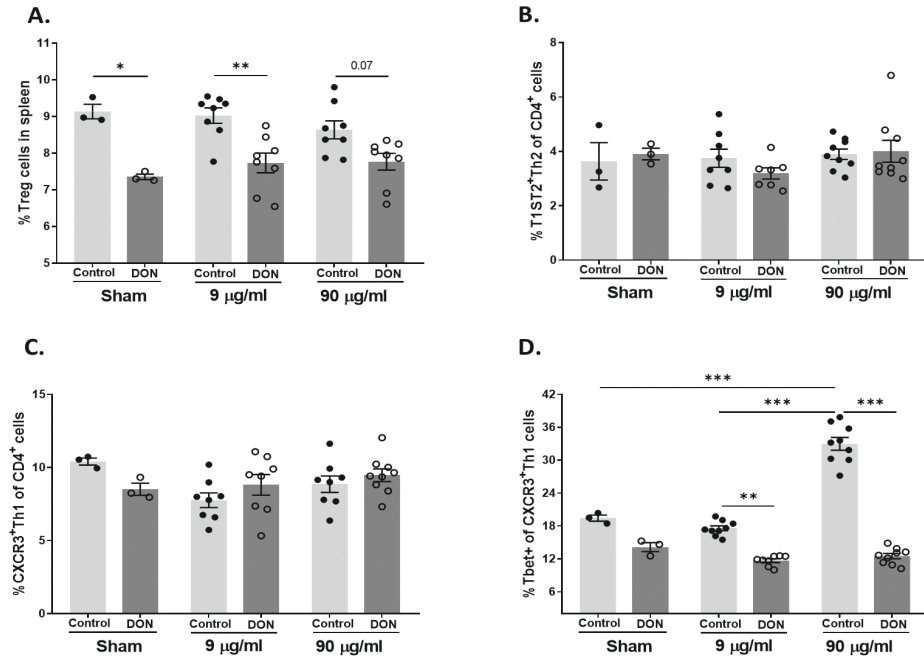 A.
% Treg cells in spleen
10
9
8
7
6
5
*
**
0.07
Control DON Control DON Control DON
Sham 9 µg/ml 90 µg/ml
B.
% T1ST2+Th2 of CD4+ cells
8
6
4
2
0
Control DON Control DON Control DON
Sham 9 µg/ml 90 µg/ml
C.
%CXCR3+Th1 of CD4+ cells
15
10
5
0
Control DON Control DON Control DON
Sham 9 µg/ml 90 µg/ml
D.
% Tbet+ of CXCR3+Th1 cells
42
36
30
24
18
12
6
***
*** ***
**
Control DON Control DON Control DON
Sham 9 µg/ml 90 µg/ml